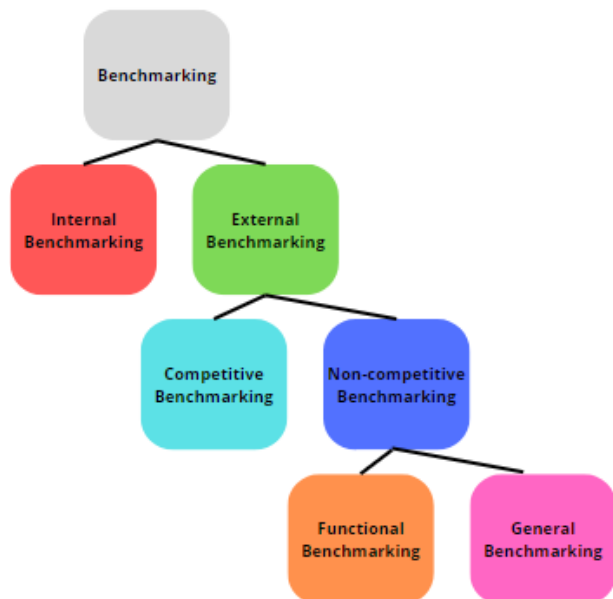 Benchmarking
Internal
Benchmarking
External
Benchmarking
Competitive
Benchmarking
Non-competitive
Benchmarking
Functional
Benchmarking
General
Benchmarking